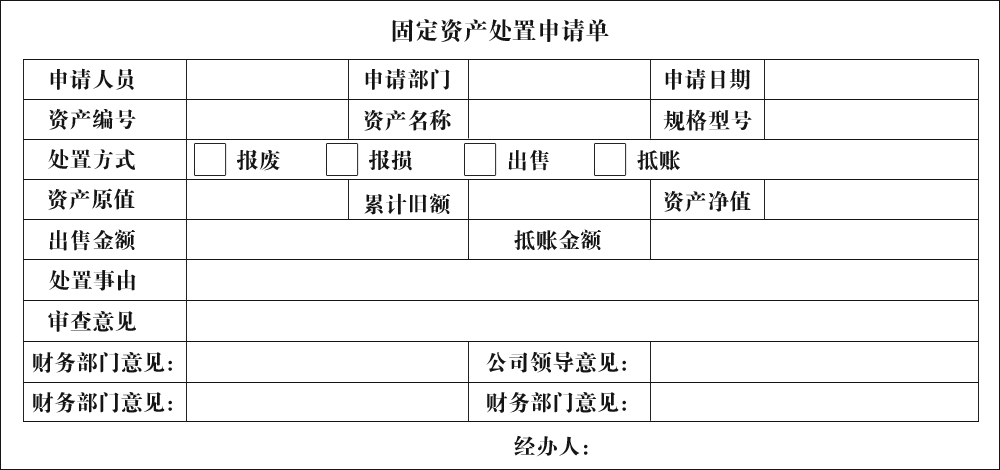 固定资产处置申请单
申请人员 申请部门 申请日期
资产编号 资产名称 规格型号
处置方式 报废 报损 出售 抵账
资产原值 累计旧额 资产净值
出售金额 抵账金额
处置事由
审查意见
财务部门意见： 公司领导意见：
财务部门意见： 财务部门意见：
经办人：